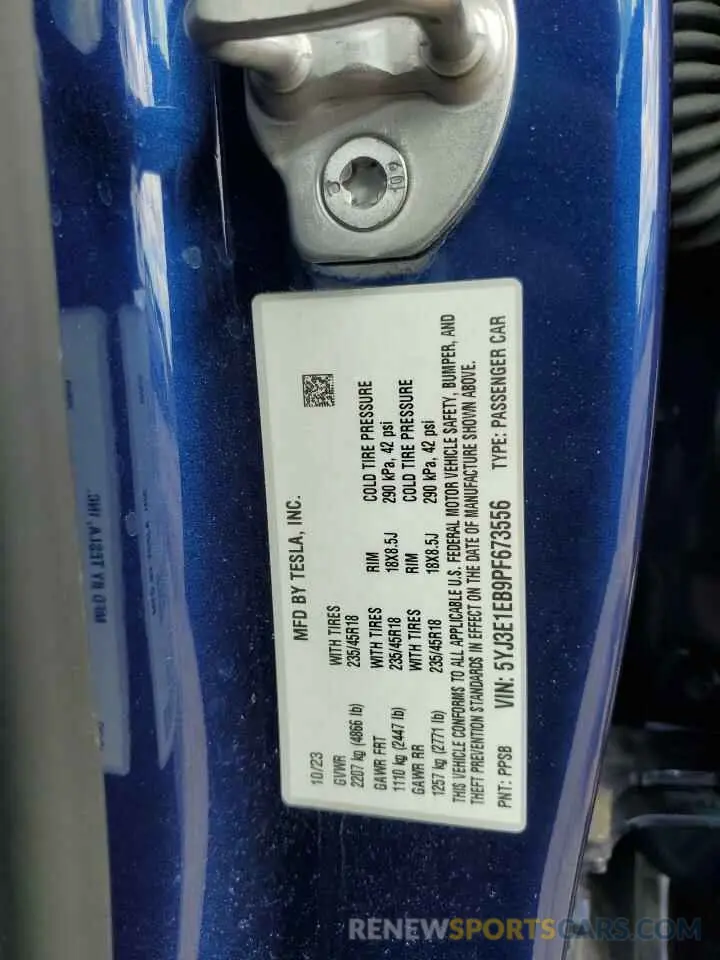 MFD BY TESLA, INC.
10/23
GVWR
2207 kg (4866 lb)
WITH TIRES
235/45R18
RIM
18X8.5J
COLD TIRE PRESSURE
290 kPa, 42 psi
GAWR FRT
1110 kg (2447 lb)
WITH TIRES
235/45R18
RIM
18X8.5J
COLD TIRE PRESSURE
290 kPa, 42 psi
GAWR RR
1257 kg (2771 lb)
235/45R18
18X8.5J
THIS VEHICLE CONFORMS TO ALL APPLICABLE U.S. FEDERAL MOTOR VEHICLE SAFETY, BUMPER, AND
THEFT PREVENTION STANDARDS IN EFFECT ON THE DATE OF MANUFACTURE SHOWN ABOVE.
PNT: PPSB VIN: 5YJ3E1EB9PF673556 TYPE: PASSENGER CAR
RENEWSPORTSCARS.COM